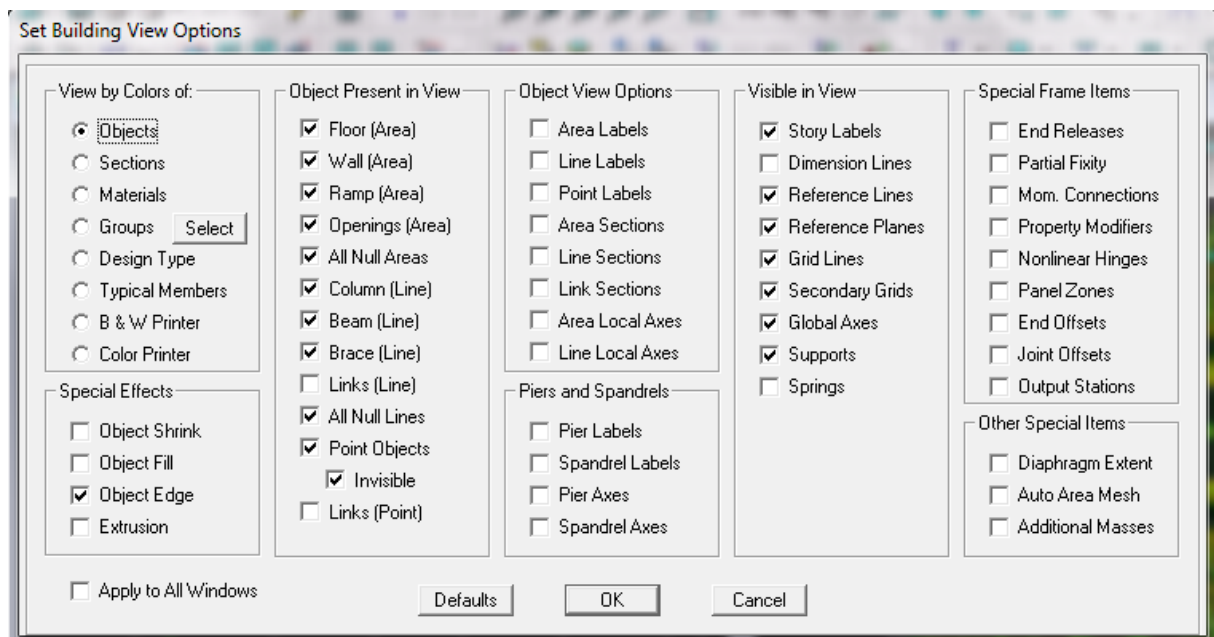 Set Building View Options
View by Colors of:
Objects
Sections
Materials
Groups
Select
Design Type
Typical Members
B & W Printer
Color Printer
Special Effects
Object Shrink
Object Fill
Object Edge
Extrusion
Object Present in View
Floor (Area)
Wall (Area)
Ramp (Area)
Openings (Area)
All Null Areas
Column (Line)
Beam (Line)
Brace (Line)
Links (Line)
All Null Lines
Point Objects
Invisible
Links (Point)
Object View Options
Area Labels
Line Labels
Point Labels
Area Sections
Line Sections
Link Sections
Area Local Axes
Line Local Axes
Piers and Spandrels
Pier Labels
Spandrel Labels
Pier Axes
Spandrel Axes
Visible in View
Story Labels
Dimension Lines
Reference Lines
Reference Planes
Grid Lines
Secondary Grids
Global Axes
Supports
Springs
Special Frame Items
End Releases
Partial Fixity
Mom. Connections
Property Modifiers
Nonlinear Hinges
Panel Zones
End Offsets
Joint Offsets
Output Stations
Other Special Items
Diaphragm Extent
Auto Area Mesh
Additional Masses
Apply to All Windows
Defaults
OK
Cancel